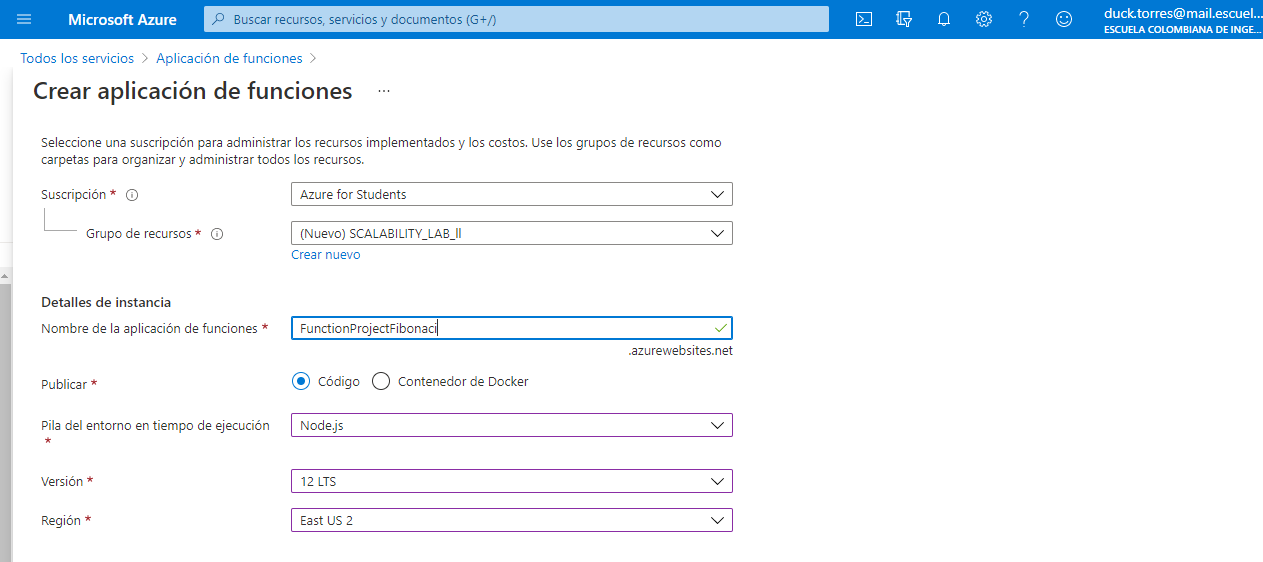 Microsoft Azure
Buscar recursos, servicios y documentos (G+/)
duck.torres@mail.escuel...
ESCUELA COLOMBIANA DE INGE...
Todos los servicios > Aplicación de funciones >
Crear aplicación de funciones ...
Seleccione una suscripción para administrar los recursos implementados y los costos. Use los grupos de recursos como
carpetas para organizar y administrar todos los recursos.
Suscripción *
Azure for Students
Grupo de recursos *
(Nuevo) SCALABILITY_LAB_ll
Crear nuevo
Detalles de instancia
Nombre de la aplicación de funciones *
FunctionProjectFibonaci
.azurewebsites.net
Publicar *
Código
Contenedor de Docker
Pila del entorno en tiempo de ejecución
*
Node.js
Versión *
12 LTS
Región *
East US 2